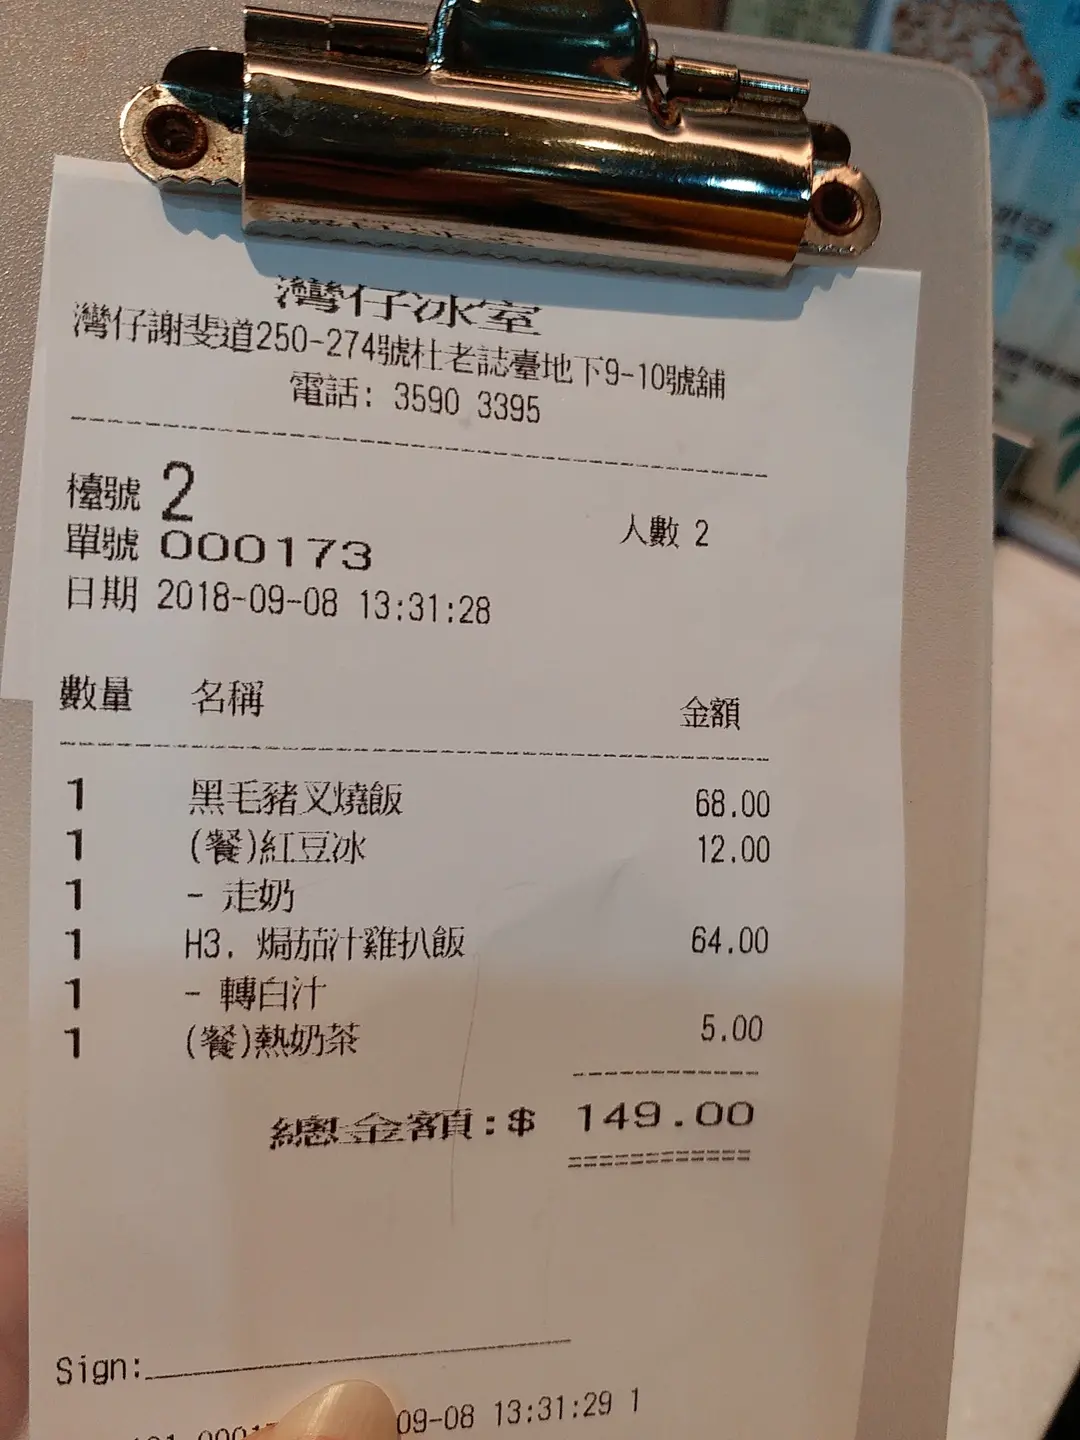 灣仔冰室
灣仔謝斐道250-274號杜老誌臺地下9-10號舖
電話: 3590 3395
檯號 2
人數 2
單號 000173
日期 2018-09-08 13:31:28
數量 名稱 金額
1 黑毛豬叉燒飯 68.00
1 (餐)紅豆冰 12.00
1 - 走奶
1 H3. 焗茄汁雞扒飯 64.00
1 - 轉白汁
1 (餐)熱奶茶 5.00
總金額:$ 149.00
Sign:
09-08 13:31:29 1